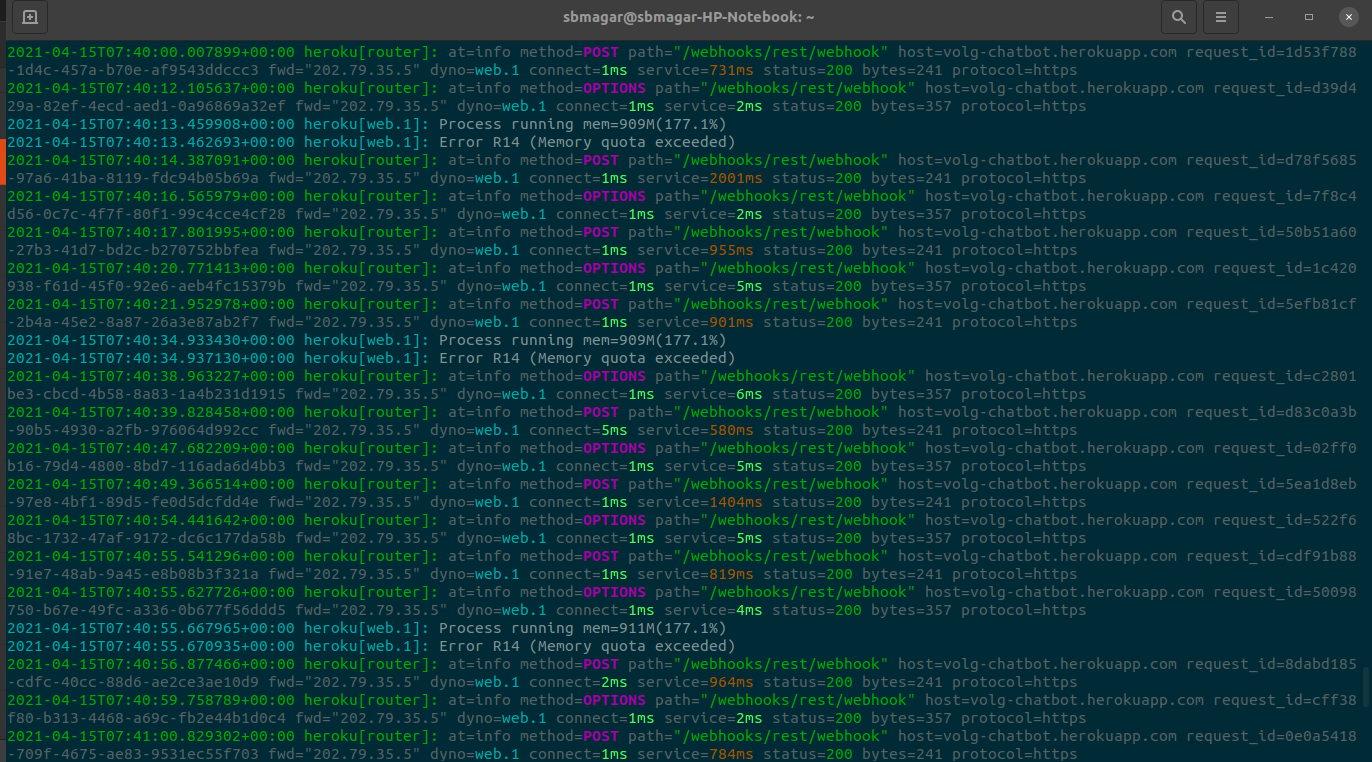 sbmagar@sbmagar-HP-Notebook: ~
2021-04-15T07:40:00.007899+00:00 heroku[router]: at=info method=POST path="/webhooks/rest/webhook" host=volg-chatbot.herokuapp.com request_id=1d53f788
-1d4c-457a-b70e-af9543ddccc3 fwd="202.79.35.5" dyno=web.1 connect=1ms service=731ms status=200 bytes=241 protocol=https
2021-04-15T07:40:12.105637+00:00 heroku[router]: at=info method=OPTIONS path="/webhooks/rest/webhook" host=volg-chatbot.herokuapp.com request_id=d39d4
29a-82ef-4ecd-aed1-0a96869a32ef fwd="202.79.35.5" dyno=web.1 connect=1ms service=2ms status=200 bytes=357 protocol=https
2021-04-15T07:40:13.459908+00:00 heroku[web.1]: Process running mem=909M(177.1%)
2021-04-15T07:40:13.462693+00:00 heroku[web.1]: Error R14 (Memory quota exceeded)
2021-04-15T07:40:14.387091+00:00 heroku[router]: at=info method=POST path="/webhooks/rest/webhook" host=volg-chatbot.herokuapp.com request_id=d78f5685
-97a6-41ba-8119-fdc94b05b69a fwd="202.79.35.5" dyno=web.1 connect=1ms service=2001ms status=200 bytes=241 protocol=https
2021-04-15T07:40:16.565979+00:00 heroku[router]: at=info method=OPTIONS path="/webhooks/rest/webhook" host=volg-chatbot.herokuapp.com request_id=7f8c4
d56-0c7c-4f7f-80f1-99c4cce4cf28 fwd="202.79.35.5" dyno=web.1 connect=1ms service=2ms status=200 bytes=357 protocol=https
2021-04-15T07:40:17.801995+00:00 heroku[router]: at=info method=POST path="/webhooks/rest/webhook" host=volg-chatbot.herokuapp.com request_id=50b51a60
-27b3-41d7-bd2c-b270752bbfea fwd="202.79.35.5" dyno=web.1 connect=1ms service=955ms status=200 bytes=241 protocol=https
2021-04-15T07:40:20.771413+00:00 heroku[router]: at=info method=OPTIONS path="/webhooks/rest/webhook" host=volg-chatbot.herokuapp.com request_id=1c420
938-f61d-45f0-92e6-aeb4fc15379b fwd="202.79.35.5" dyno=web.1 connect=1ms service=5ms status=200 bytes=357 protocol=https
2021-04-15T07:40:21.952978+00:00 heroku[router]: at=info method=POST path="/webhooks/rest/webhook" host=volg-chatbot.herokuapp.com request_id=5efb81cf
-2b4a-45e2-8a87-26a3e87ab2f7 fwd="202.79.35.5" dyno=web.1 connect=1ms service=901ms status=200 bytes=241 protocol=https
2021-04-15T07:40:34.933430+00:00 heroku[web.1]: Process running mem=909M(177.1%)
2021-04-15T07:40:34.937130+00:00 heroku[web.1]: Error R14 (Memory quota exceeded)
2021-04-15T07:40:38.963227+00:00 heroku[router]: at=info method=OPTIONS path="/webhooks/rest/webhook" host=volg-chatbot.herokuapp.com request_id=c2801
be3-cbcd-4b58-8a83-1a4b231d1915 fwd="202.79.35.5" dyno=web.1 connect=1ms service=6ms status=200 bytes=357 protocol=https
2021-04-15T07:40:39.828458+00:00 heroku[router]: at=info method=POST path="/webhooks/rest/webhook" host=volg-chatbot.herokuapp.com request_id=d83c0a3b
-90b5-4930-a2fb-976064d992cc fwd="202.79.35.5" dyno=web.1 connect=5ms service=580ms status=200 bytes=241 protocol=https
2021-04-15T07:40:47.682209+00:00 heroku[router]: at=info method=OPTIONS path="/webhooks/rest/webhook" host=volg-chatbot.herokuapp.com request_id=02ff0
b16-79d4-4800-8bd7-116ada6d4bb3 fwd="202.79.35.5" dyno=web.1 connect=1ms service=5ms status=200 bytes=357 protocol=https
2021-04-15T07:40:49.366514+00:00 heroku[router]: at=info method=POST path="/webhooks/rest/webhook" host=volg-chatbot.herokuapp.com request_id=5ea1d8eb
-97e8-4bf1-89d5-fe0d5dcfdd4e fwd="202.79.35.5" dyno=web.1 connect=1ms service=1404ms status=200 bytes=241 protocol=https
2021-04-15T07:40:54.441642+00:00 heroku[router]: at=info method=OPTIONS path="/webhooks/rest/webhook" host=volg-chatbot.herokuapp.com request_id=522f6
8bc-1732-47af-9172-dc6c177da58b fwd="202.79.35.5" dyno=web.1 connect=1ms service=5ms status=200 bytes=357 protocol=https
2021-04-15T07:40:55.541296+00:00 heroku[router]: at=info method=POST path="/webhooks/rest/webhook" host=volg-chatbot.herokuapp.com request_id=cdf91b88
-91e7-48ab-9a45-e8b08b3f321a fwd="202.79.35.5" dyno=web.1 connect=1ms service=819ms status=200 bytes=241 protocol=https
2021-04-15T07:40:55.627726+00:00 heroku[router]: at=info method=OPTIONS path="/webhooks/rest/webhook" host=volg-chatbot.herokuapp.com request_id=50098
750-b67e-49fc-a336-0b677f56ddd5 fwd="202.79.35.5" dyno=web.1 connect=1ms service=4ms status=200 bytes=357 protocol=https
2021-04-15T07:40:55.667965+00:00 heroku[web.1]: Process running mem=911M(177.1%)
2021-04-15T07:40:55.670935+00:00 heroku[web.1]: Error R14 (Memory quota exceeded)
2021-04-15T07:40:56.877466+00:00 heroku[router]: at=info method=POST path="/webhooks/rest/webhook" host=volg-chatbot.herokuapp.com request_id=8dabd185
-cdfc-40cc-88d6-ae2ce3ae10d9 fwd="202.79.35.5" dyno=web.1 connect=2ms service=964ms status=200 bytes=241 protocol=https
2021-04-15T07:40:59.758789+00:00 heroku[router]: at=info method=OPTIONS path="/webhooks/rest/webhook" host=volg-chatbot.herokuapp.com request_id=cff38
f80-b313-4468-a69c-fb2e44b1d0c4 fwd="202.79.35.5" dyno=web.1 connect=1ms service=2ms status=200 bytes=357 protocol=https
2021-04-15T07:41:00.829302+00:00 heroku[router]: at=info method=POST path="/webhooks/rest/webhook" host=volg-chatbot.herokuapp.com request_id=0e0a5418
-709f-4675-ae83-9531ec55f703 fwd="202.79.35.5" dyno=web.1 connect=1ms service=784ms status=200 bytes=241 protocol=https